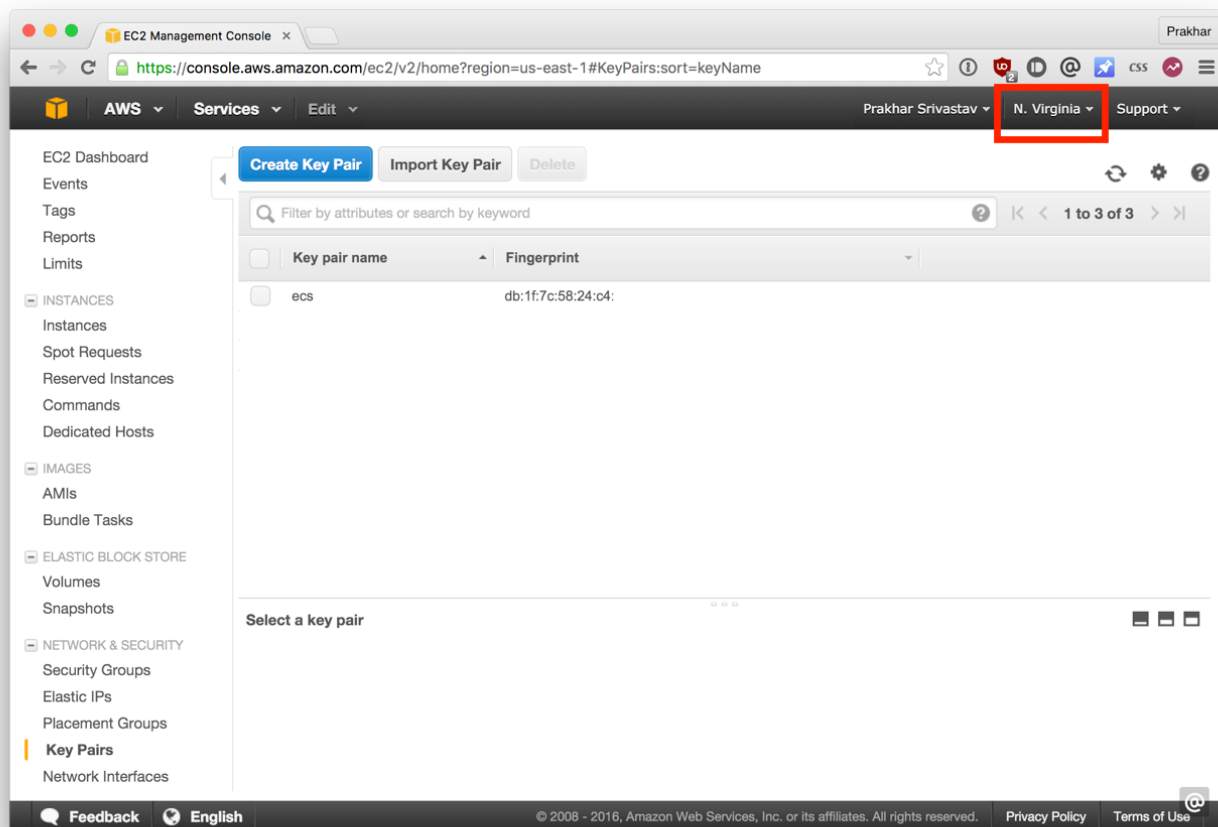 EC2 Management Console
Prakhar
https://console.aws.amazon.com/ec2/v2/home?region=us-east-1#KeyPairs:sort=keyName
2
css
AWS Services Edit Prakhar Srivastav N. Virginia Support
EC2 Dashboard
Events
Tags
Reports
Limits
INSTANCES
Instances
Spot Requests
Reserved Instances
Commands
Dedicated Hosts
IMAGES
AMIs
Bundle Tasks
ELASTIC BLOCK STORE
Volumes
Snapshots
NETWORK & SECURITY
Security Groups
Elastic IPs
Placement Groups
Key Pairs
Network Interfaces
Create Key Pair Import Key Pair Delete
Filter by attributes or search by keyword
1 to 3 of 3
Key pair name Fingerprint
ecs db:1f:7c:58:24:c4:
Select a key pair
Feedback English © 2008 - 2016, Amazon Web Services, Inc. or its affiliates. All rights reserved. Privacy Policy Terms of Use